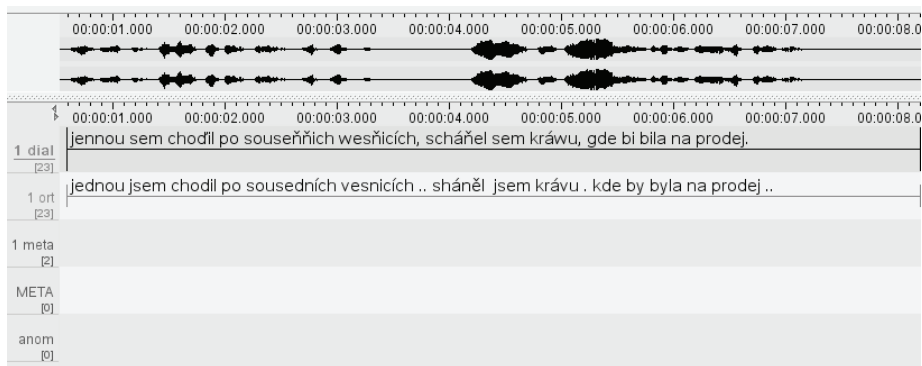 00:00:01.000 00:00:02.000 00:00:03.000 00:00:04.000 00:00:05.000 00:00:06.000 00:00:07.000 00:00:08.0
00:00:01.000 00:00:02.000 00:00:03.000 00:00:04.000 00:00:05.000 00:00:06.000 00:00:07.000 00:00:08.0
1 dial
[23]
jennou sem choďil po souseňňich wesňicích, scháňel sem kráwu, gde bi bila na prodej.
1 ort
[23]
jednou jsem chodil po sousedních vesnicích .. sháněl jsem krávu . kde by byla na prodej ..
1 meta
[2]
META
[0]
anom
[0]